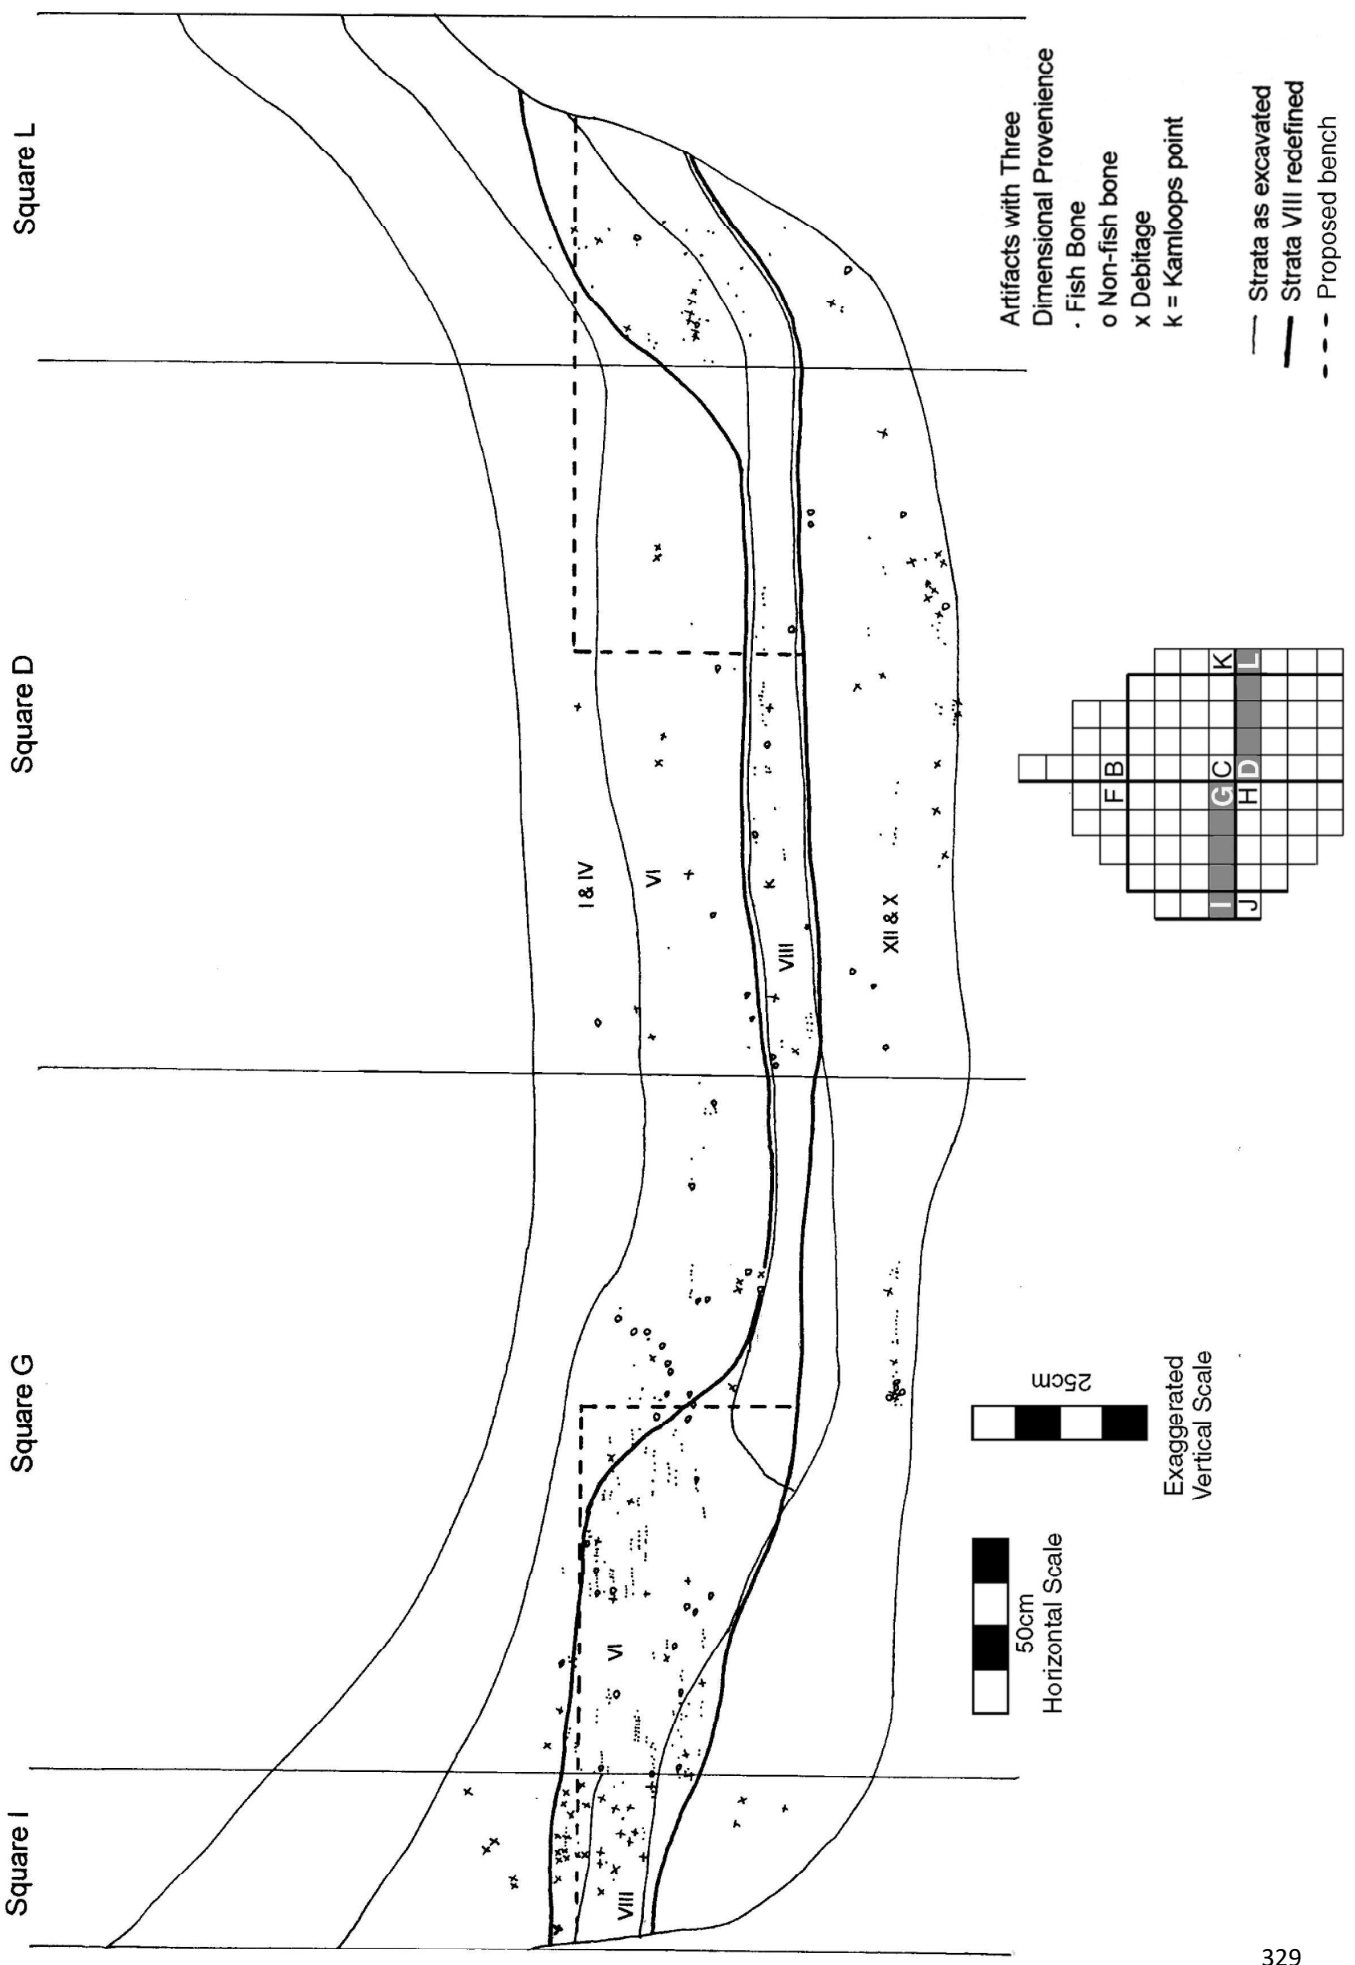 Square I
Square G
Square D
Square L
I & IV
VI
VI
K
VIII
VIII
XII & X
Artifacts with Three
Dimensional Provenience
· Fish Bone
o Non-fish bone
x Debitage
k = Kamloops point
Strata as excavated
Strata VIII redefined
Proposed bench
50cm
Horizontal Scale
25cm
Exaggerated
Vertical Scale
F B
I G C K
J H D L
329